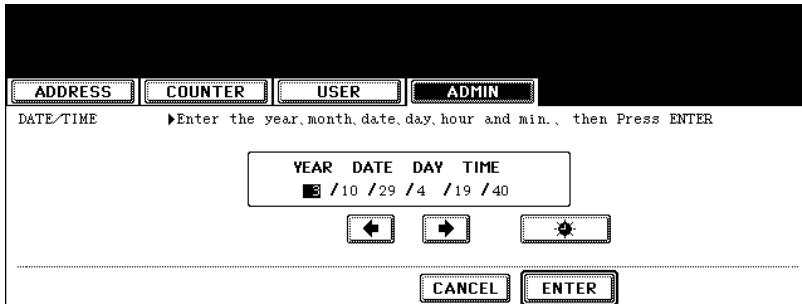 ADDRESS COUNTER USER ADMIN
DATE/TIME ▶Enter the year,month,date,day,hour and min., then Press ENTER
YEAR DATE DAY TIME
3 /10 /29 /4 /19 /40
CANCEL ENTER